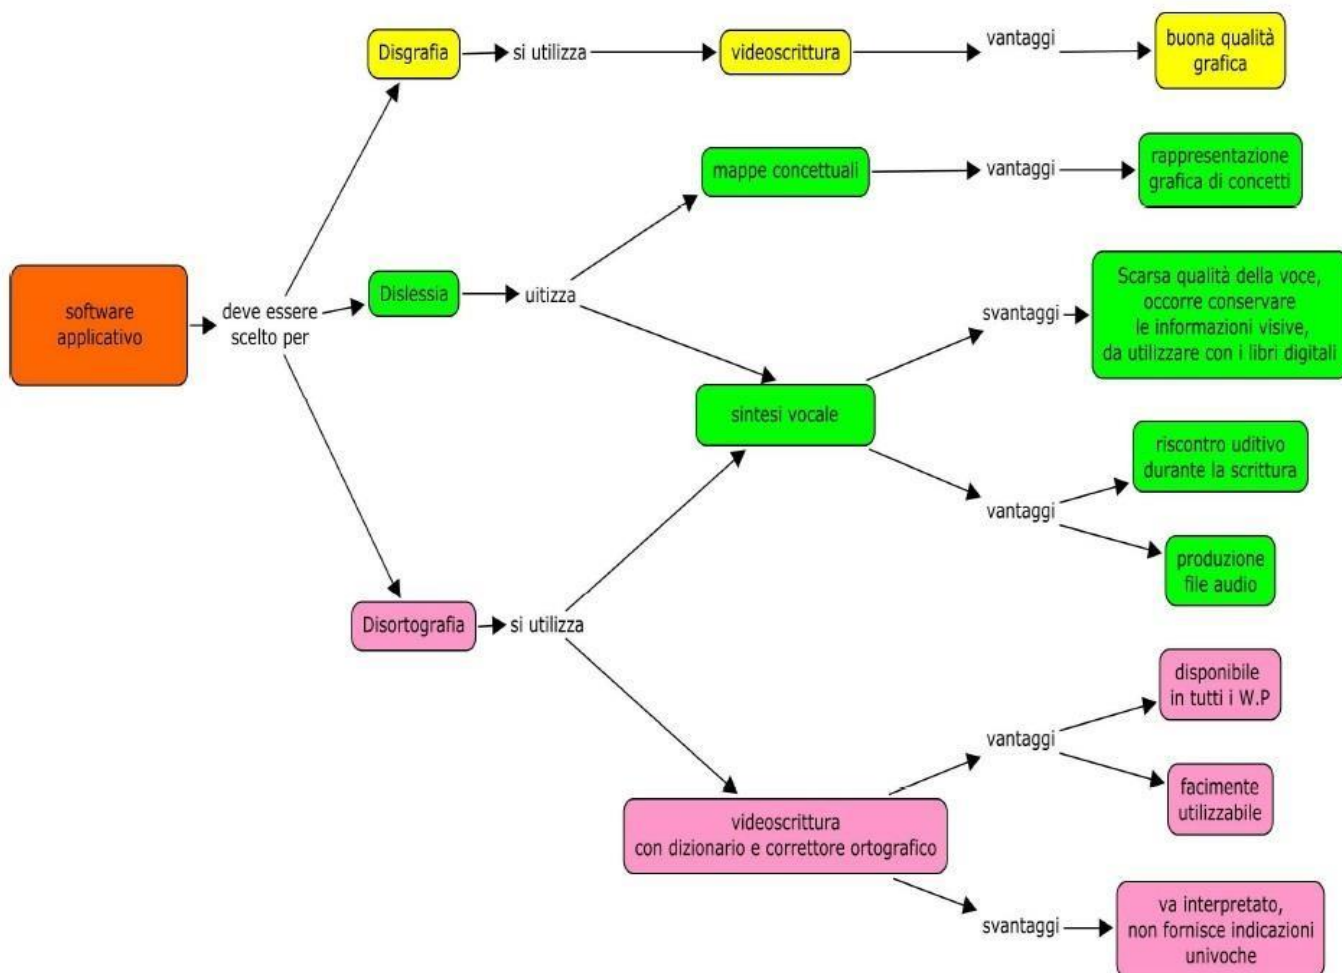 software
applicativo
deve essere
scelto per
Disgrafia
si utilizza
videoscrittura
vantaggi
buona qualità
grafica
Dislessia
uitizza
mappe concettuali
vantaggi
rappresentazione
grafica di concetti
sintesi vocale
svantaggi
Scarsa qualità della voce,
occorre conservare
le informazioni visive,
da utilizzare con i libri digitali
vantaggi
riscontro uditivo
durante la scrittura
produzione
file audio
Disortografia
si utilizza
videoscrittura
con dizionario e correttore ortografico
vantaggi
disponibile
in tutti i W.P
facimente
utilizzabile
svantaggi
va interpretato,
non fornisce indicazioni
univoche